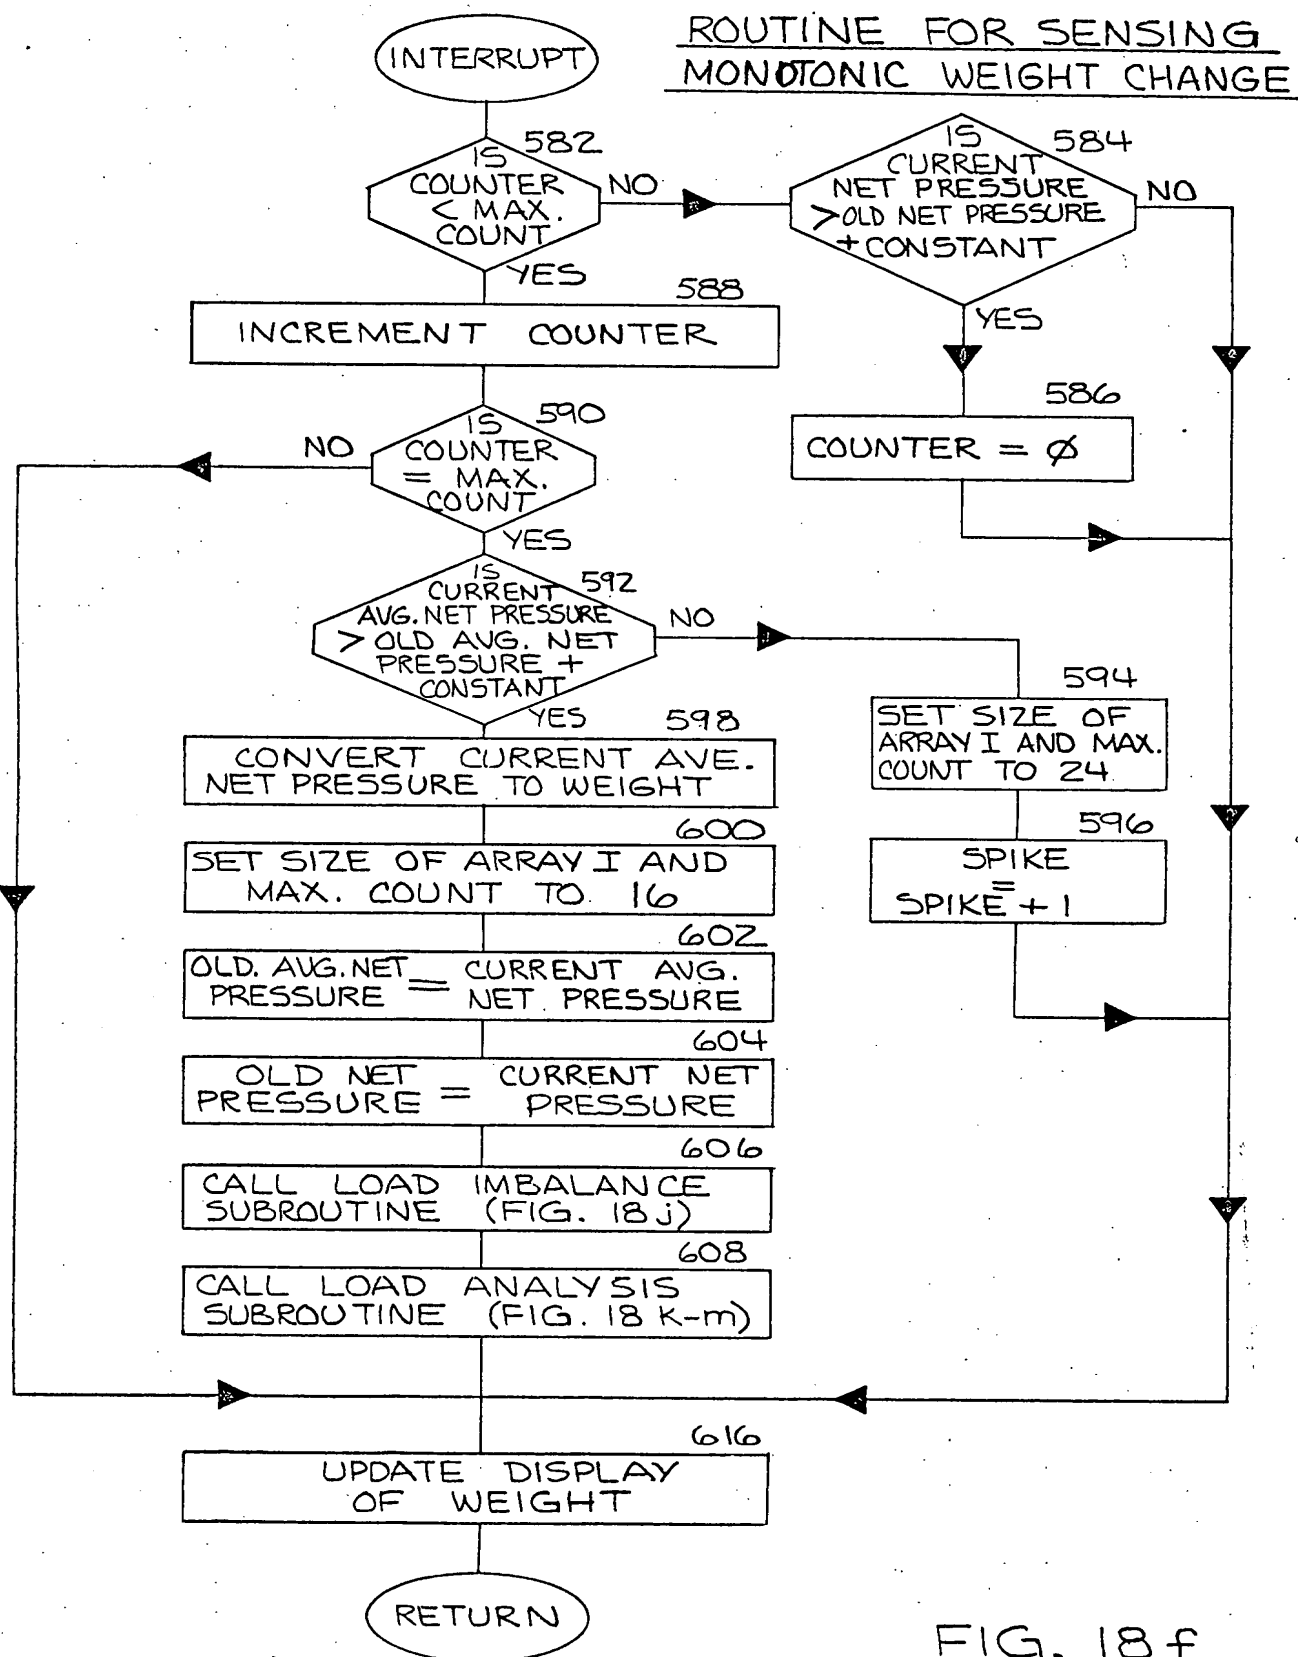 ROUTINE FOR SENSING
MONOTONIC WEIGHT CHANGE
INTERRUPT
582
IS
COUNTER
< MAX.
COUNT
NO
YES
584
IS
CURRENT
NET PRESSURE
> OLD NET PRESSURE
+ CONSTANT
NO
YES
588
INCREMENT COUNTER
586
COUNTER = Ø
590
IS
COUNTER
= MAX.
COUNT
NO
YES
592
IS
CURRENT
AVG. NET PRESSURE
> OLD AVG. NET
PRESSURE +
CONSTANT
NO
YES
594
SET SIZE OF
ARRAY I AND MAX.
COUNT TO 24
596
SPIKE
=
SPIKE + 1
598
CONVERT CURRENT AVE.
NET PRESSURE TO WEIGHT
600
SET SIZE OF ARRAY I AND
MAX. COUNT TO 16
602
OLD. AVG. NET = CURRENT AVG.
PRESSURE NET PRESSURE
604
OLD NET = CURRENT NET
PRESSURE PRESSURE
606
CALL LOAD IMBALANCE
SUBROUTINE (FIG. 18j)
608
CALL LOAD ANALYSIS
SUBROUTINE (FIG. 18 K-m)
616
UPDATE DISPLAY
OF WEIGHT
RETURN
FIG. 18f